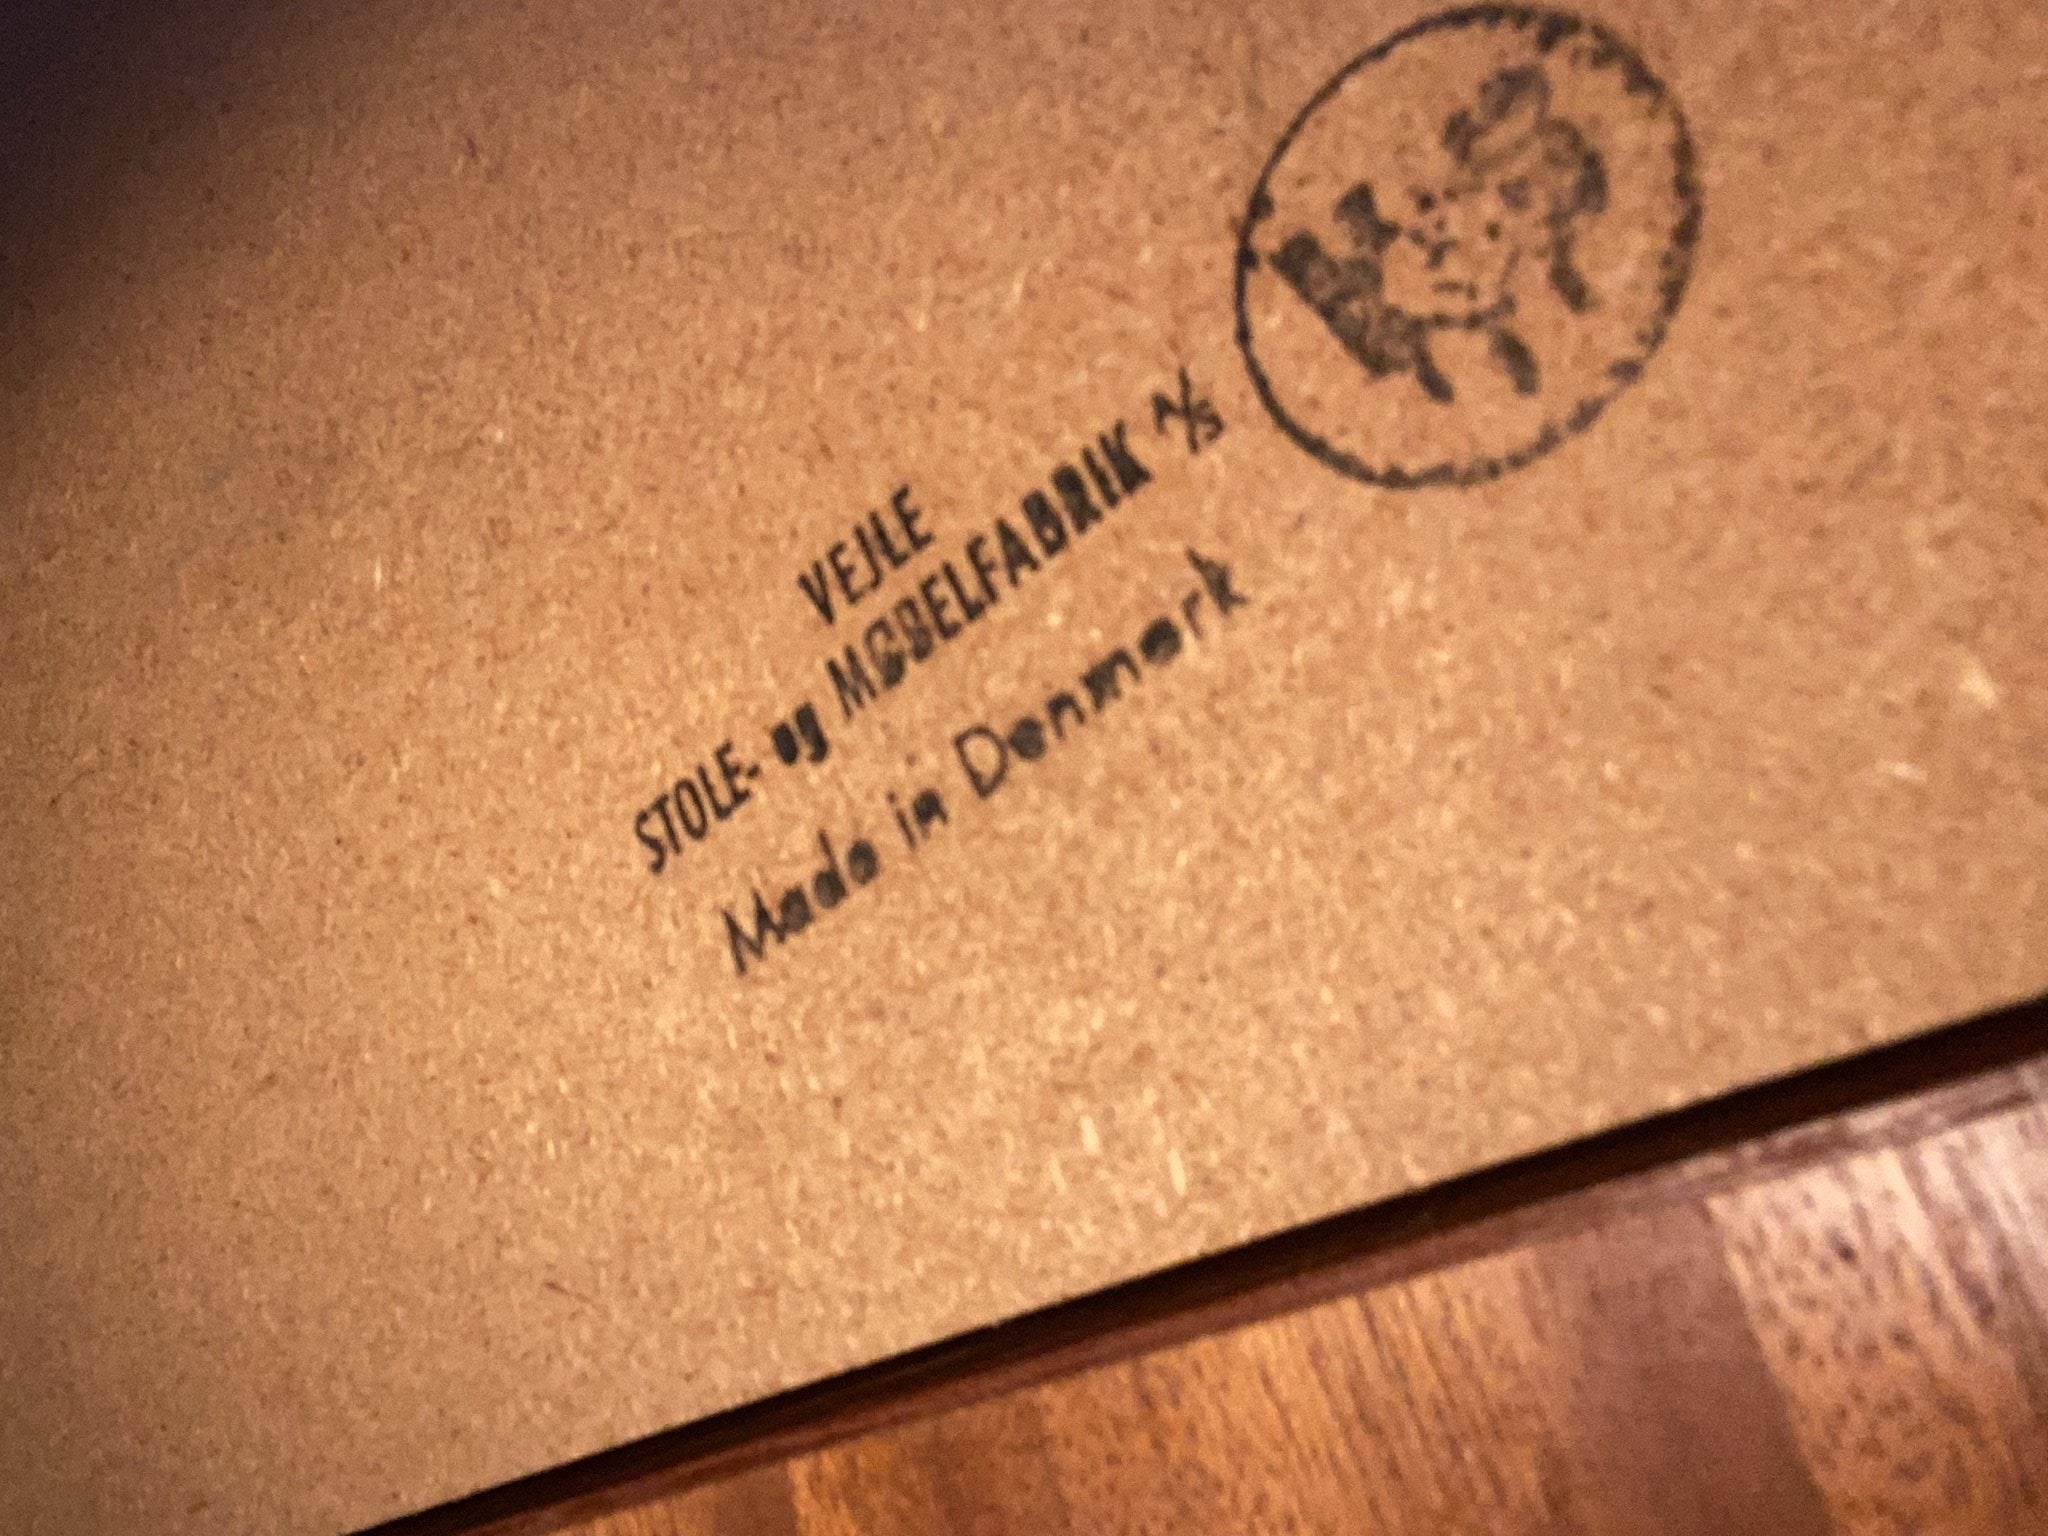 VEJLE
STOLE- og MØBELFABRIK A/S
Made in Denmark